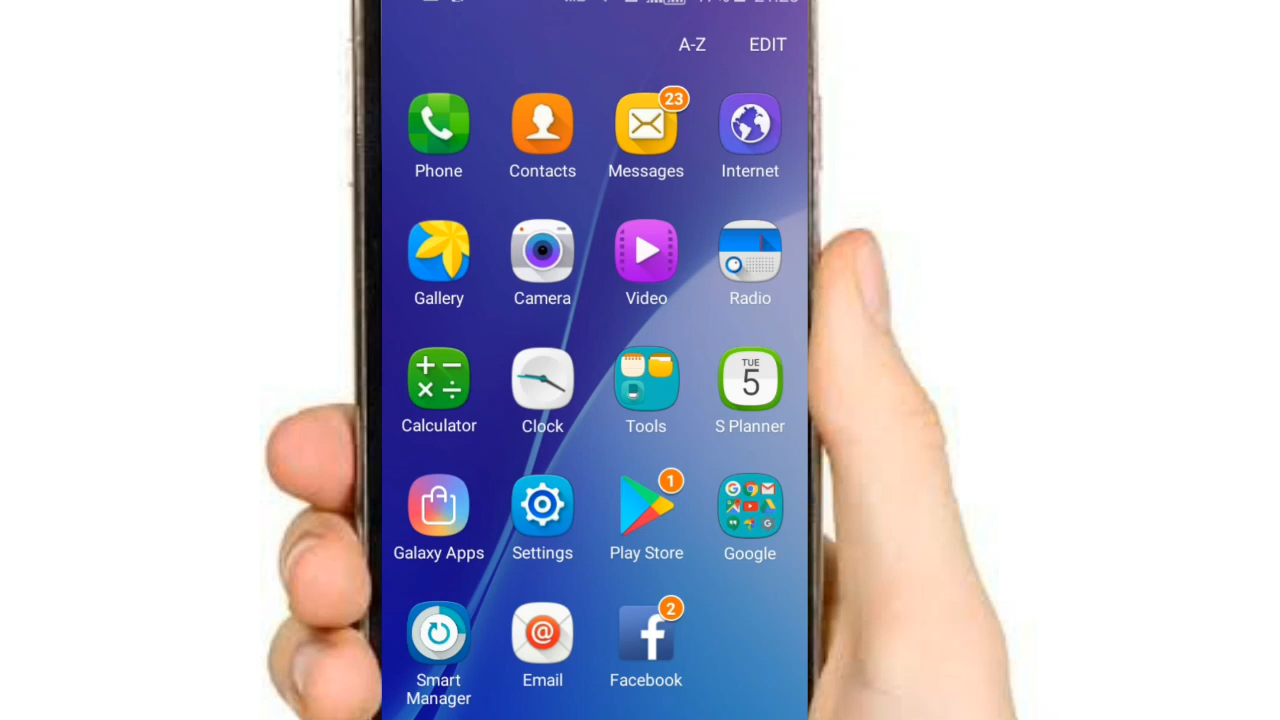 A-Z EDIT
23
Phone Contacts Messages Internet
Gallery Camera Video Radio
TUE
5
Calculator Clock Tools S Planner
1
Galaxy Apps Settings Play Store Google
2
Smart Manager Email Facebook